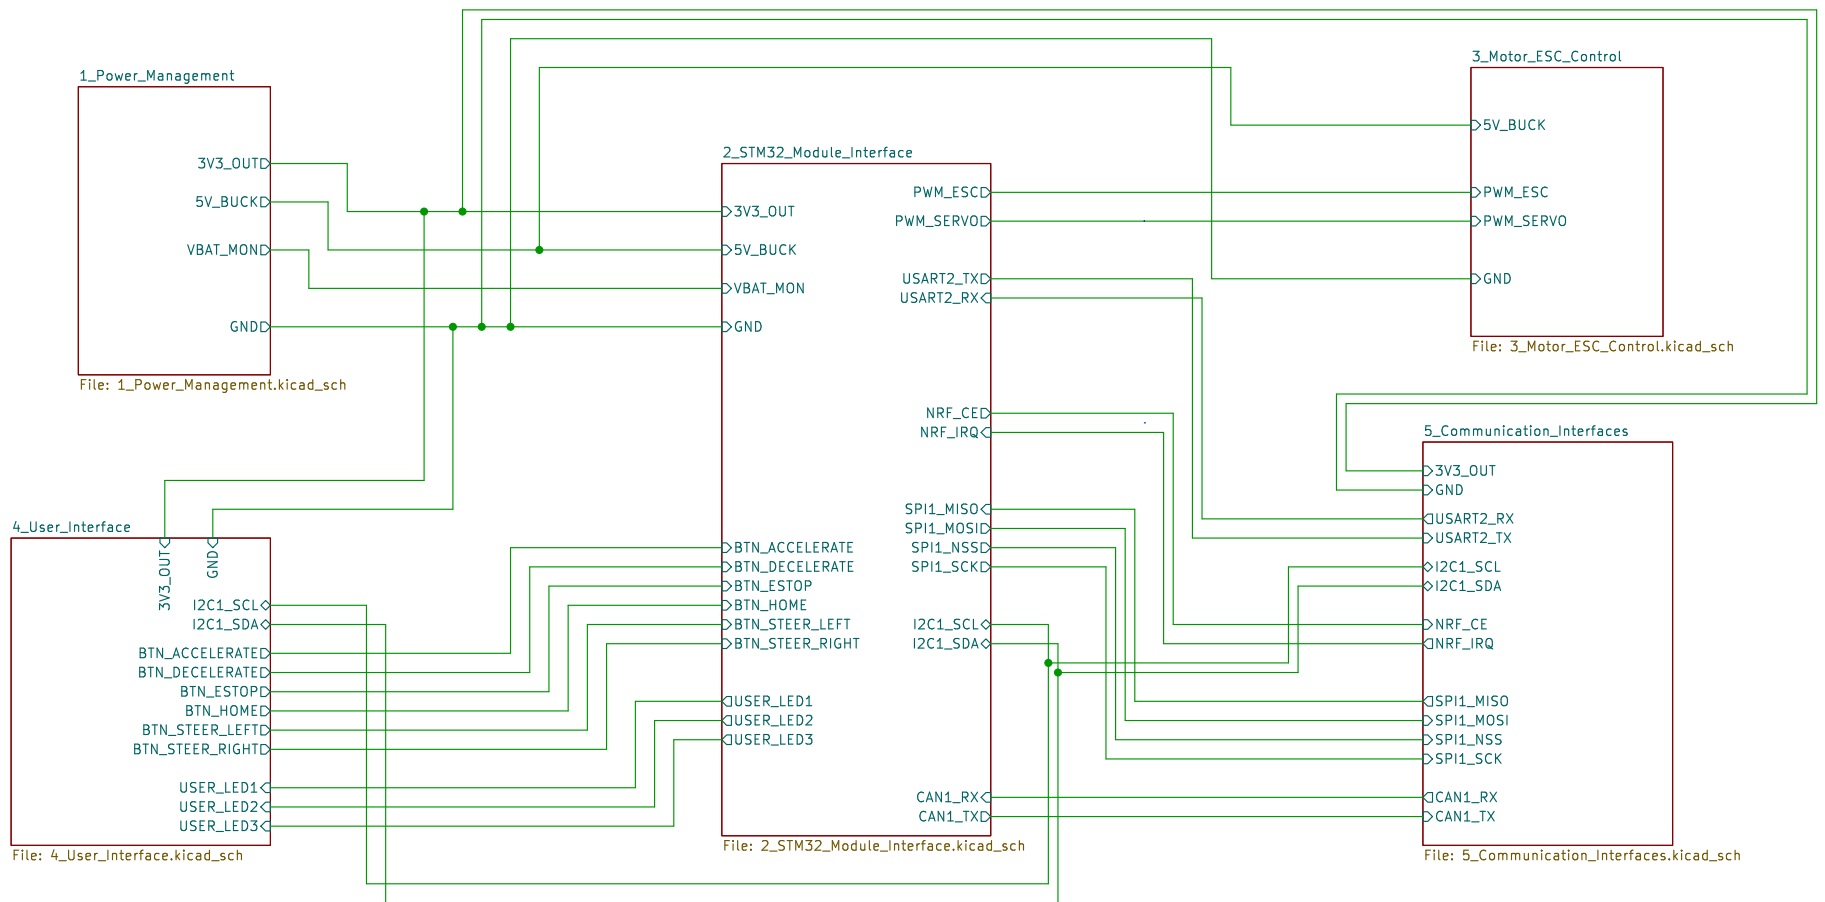 1_Power_Management
3V3_OUT
5V_BUCK
VBAT_MON
GND
File: 1_Power_Management.kicad_sch
2_STM32_Module_Interface
3V3_OUT
5V_BUCK
VBAT_MON
GND
BTN_ACCELERATE
BTN_DECELERATE
BTN_ESTOP
BTN_HOME
BTN_STEER_LEFT
BTN_STEER_RIGHT
USER_LED1
USER_LED2
USER_LED3
PWM_ESC
PWM_SERVO
USART2_TX
USART2_RX
NRF_CE
NRF_IRQ
SPI1_MISO
SPI1_MOSI
SPI1_NSS
SPI1_SCK
I2C1_SCL
I2C1_SDA
CAN1_RX
CAN1_TX
File: 2_STM32_Module_Interface.kicad_sch
3_Motor_ESC_Control
5V_BUCK
PWM_ESC
PWM_SERVO
GND
File: 3_Motor_ESC_Control.kicad_sch
4_User_Interface
3V3_OUT
GND
I2C1_SCL
I2C1_SDA
BTN_ACCELERATE
BTN_DECELERATE
BTN_ESTOP
BTN_HOME
BTN_STEER_LEFT
BTN_STEER_RIGHT
USER_LED1
USER_LED2
USER_LED3
File: 4_User_Interface.kicad_sch
5_Communication_Interfaces
3V3_OUT
GND
USART2_RX
USART2_TX
I2C1_SCL
I2C1_SDA
NRF_CE
NRF_IRQ
SPI1_MISO
SPI1_MOSI
SPI1_NSS
SPI1_SCK
CAN1_RX
CAN1_TX
File: 5_Communication_Interfaces.kicad_sch